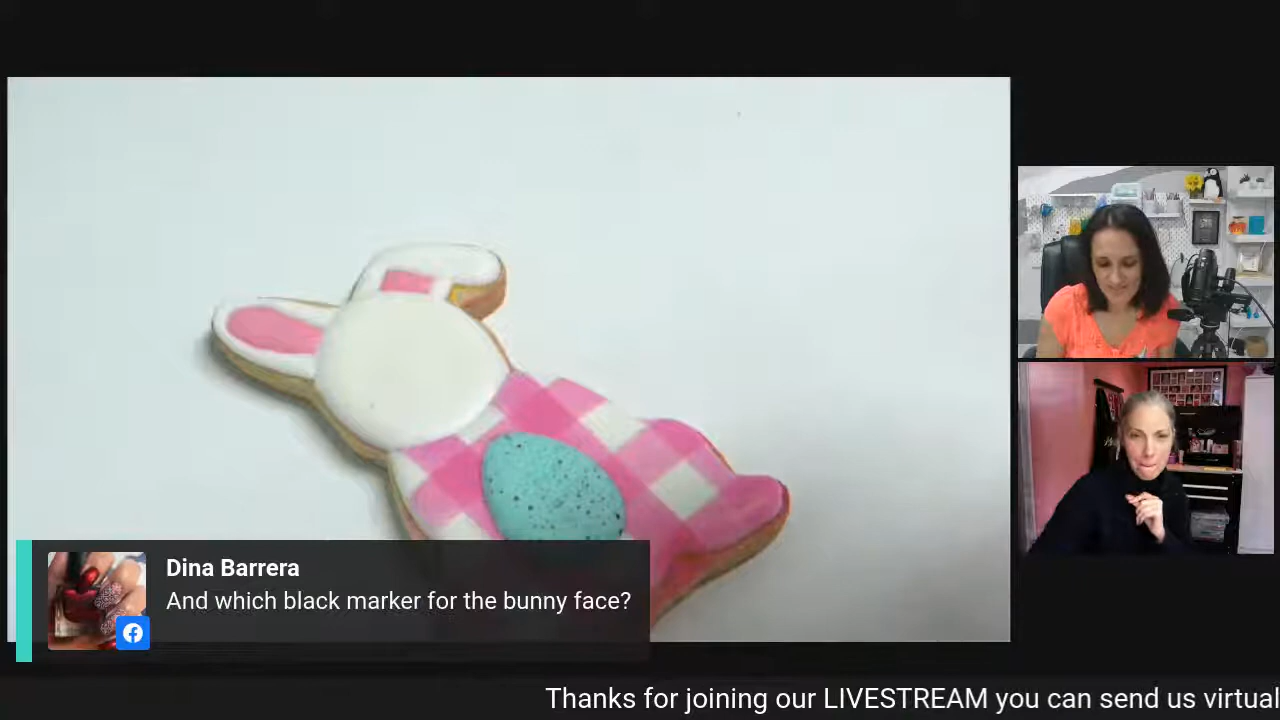 Dina Barrera
And which black marker for the bunny face?
Thanks for joining our LIVESTREAM you can send us virtual